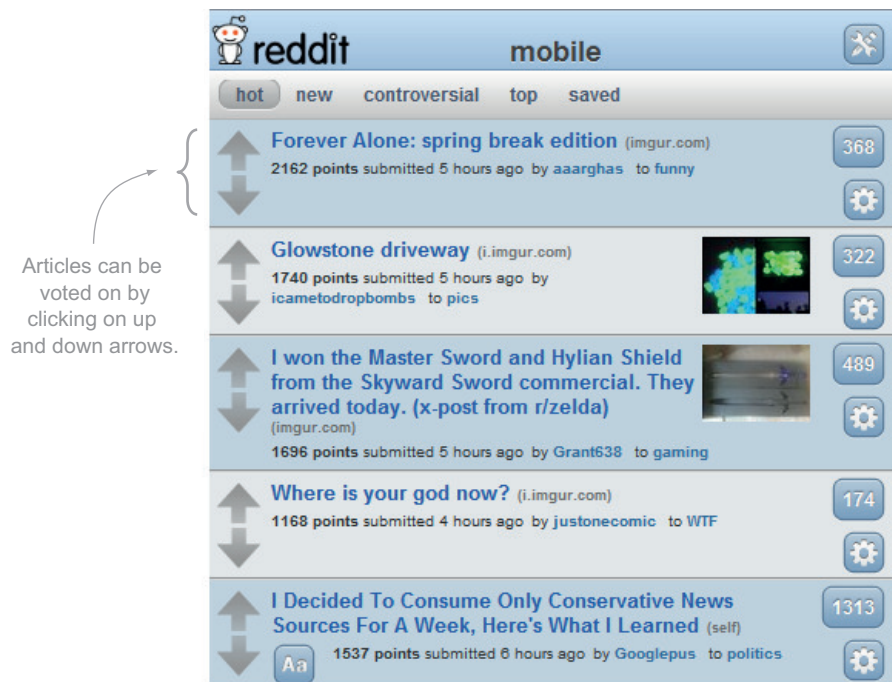 reddit mobile
hot new controversial top saved
Forever Alone: spring break edition (imgur.com)
2162 points submitted 5 hours ago by aaarghas to funny
368
Articles can be
voted on by
clicking on up
and down arrows.
Glowstone driveway (i.imgur.com)
1740 points submitted 5 hours ago by
icametodropbombs to pics
322
I won the Master Sword and Hylian Shield
from the Skyward Sword commercial. They
arrived today. (x-post from r/zelda)
(imgur.com)
1696 points submitted 5 hours ago by Grant638 to gaming
489
Where is your god now? (i.imgur.com)
1168 points submitted 4 hours ago by justonecomic to WTF
174
I Decided To Consume Only Conservative News
Sources For A Week, Here's What I Learned (self)
Aa 1537 points submitted 6 hours ago by Googlepus to politics
1313